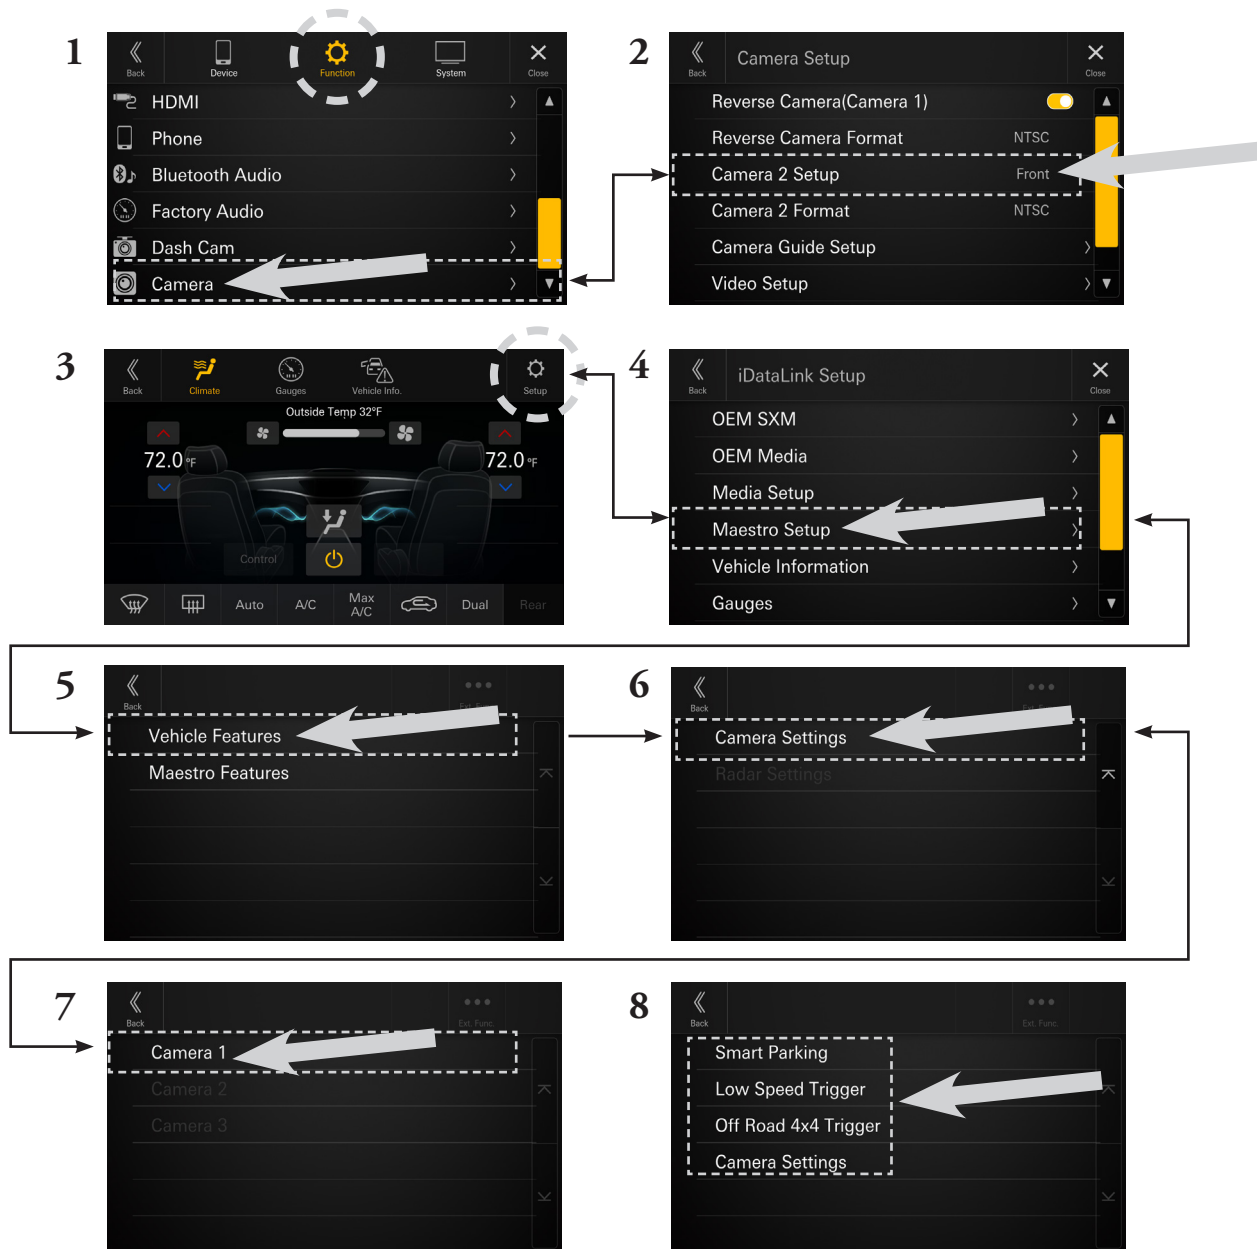 1
Back
Device
Function
System
Close
HDMI
Phone
Bluetooth Audio
Factory Audio
Dash Cam
Camera
2
Back
Camera Setup
Close
Reverse Camera(Camera 1)
Reverse Camera Format NTSC
Camera 2 Setup Front
Camera 2 Format NTSC
Camera Guide Setup
Video Setup
3
Back
Climate
Gauges
Vehicle Info.
Setup
Outside Temp 32°F
72.0 °F
72.0 °F
Control
Auto
A/C
Max
A/C
Dual
Rear
4
Back
iDataLink Setup
Close
OEM SXM
OEM Media
Media Setup
Maestro Setup
Vehicle Information
Gauges
5
Back
Vehicle Features
Maestro Features
6
Back
Camera Settings
Radar Settings
7
Back
Ext. Func.
Camera 1
Camera 2
Camera 3
8
Back
Ext. Func.
Smart Parking
Low Speed Trigger
Off Road 4x4 Trigger
Camera Settings